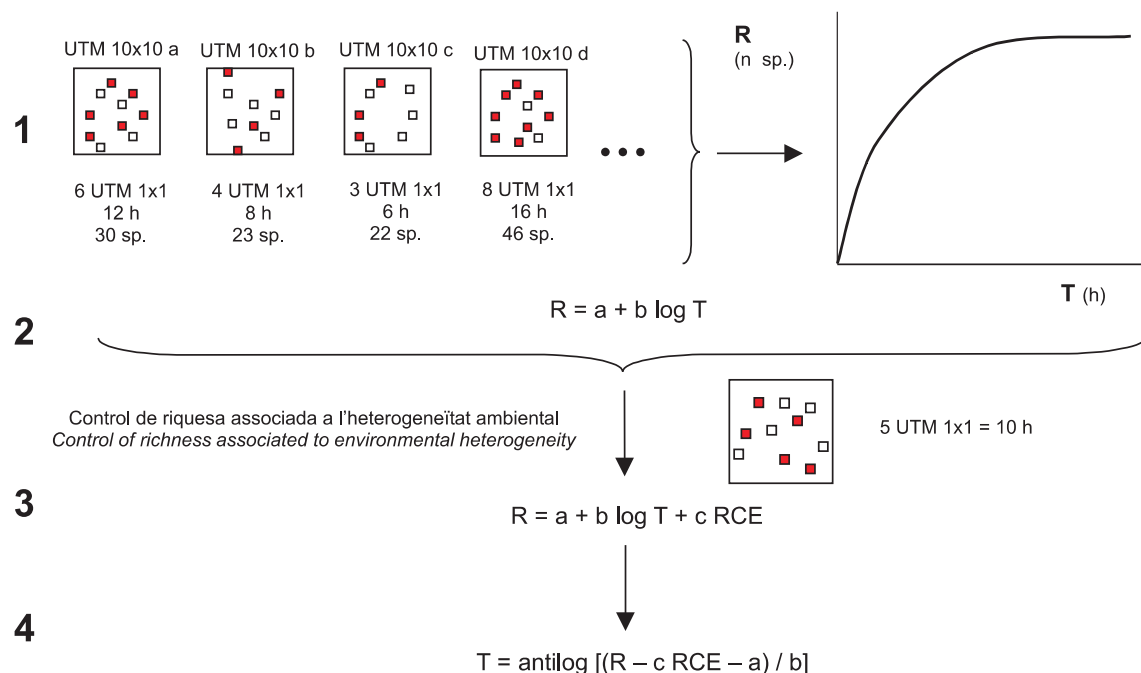 UTM 10x10 a
UTM 10x10 b
UTM 10x10 c
UTM 10x10 d
R
(n sp.)
1
6 UTM 1x1
12 h
30 sp.
4 UTM 1x1
8 h
23 sp.
3 UTM 1x1
6 h
22 sp.
8 UTM 1x1
16 h
46 sp.
•••
T (h)
2
R = a + b log T
Control de riquesa associada a l'heterogeneïtat ambiental
Control of richness associated to environmental heterogeneity
5 UTM 1x1 = 10 h
3
R = a + b log T + c RCE
4
T = antilog [(R – c RCE – a) / b]